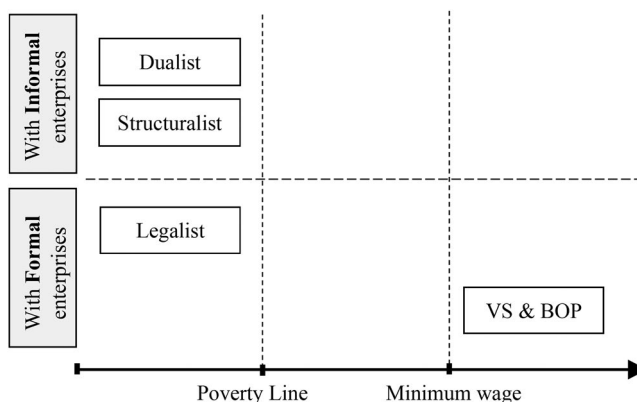 With Informal
enterprises
Dualist
Structuralist
With Formal
enterprises
Legalist
VS & BOP
Poverty Line
Minimum wage